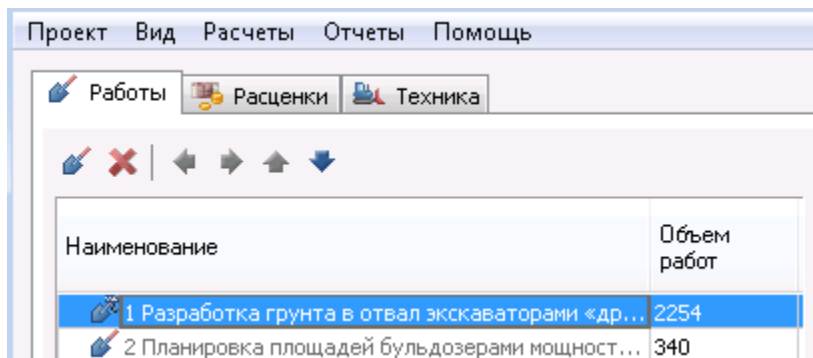 Проект Вид Расчеты Отчеты Помощь
Работы Расценки Техника
Наименование
Объем
работ
1 Разработка грунта в отвал экскаваторами «др... 2254
2 Планировка площадей бульдозерами мощност... 340